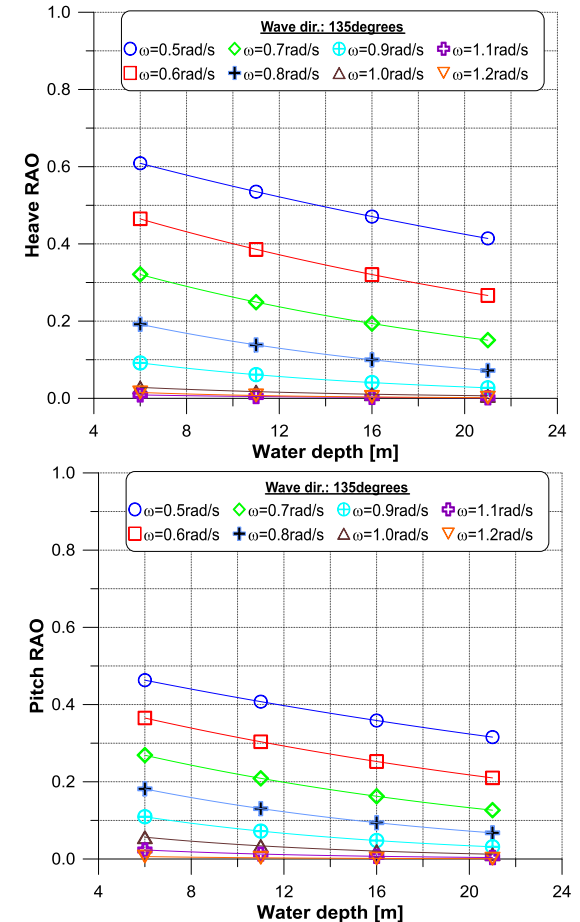 1.0
Wave dir.: 135degrees
ω=0.5rad/s ω=0.7rad/s ω=0.9rad/s ω=1.1rad/s
ω=0.6rad/s ω=0.8rad/s ω=1.0rad/s ω=1.2rad/s
0.8
0.6
Heave RAO
0.4
0.2
0.0
4 8 12 16 20 24
Water depth [m]
1.0
Wave dir.: 135degrees
ω=0.5rad/s ω=0.7rad/s ω=0.9rad/s ω=1.1rad/s
ω=0.6rad/s ω=0.8rad/s ω=1.0rad/s ω=1.2rad/s
0.8
0.6
Pitch RAO
0.4
0.2
0.0
4 8 12 16 20 24
Water depth [m]